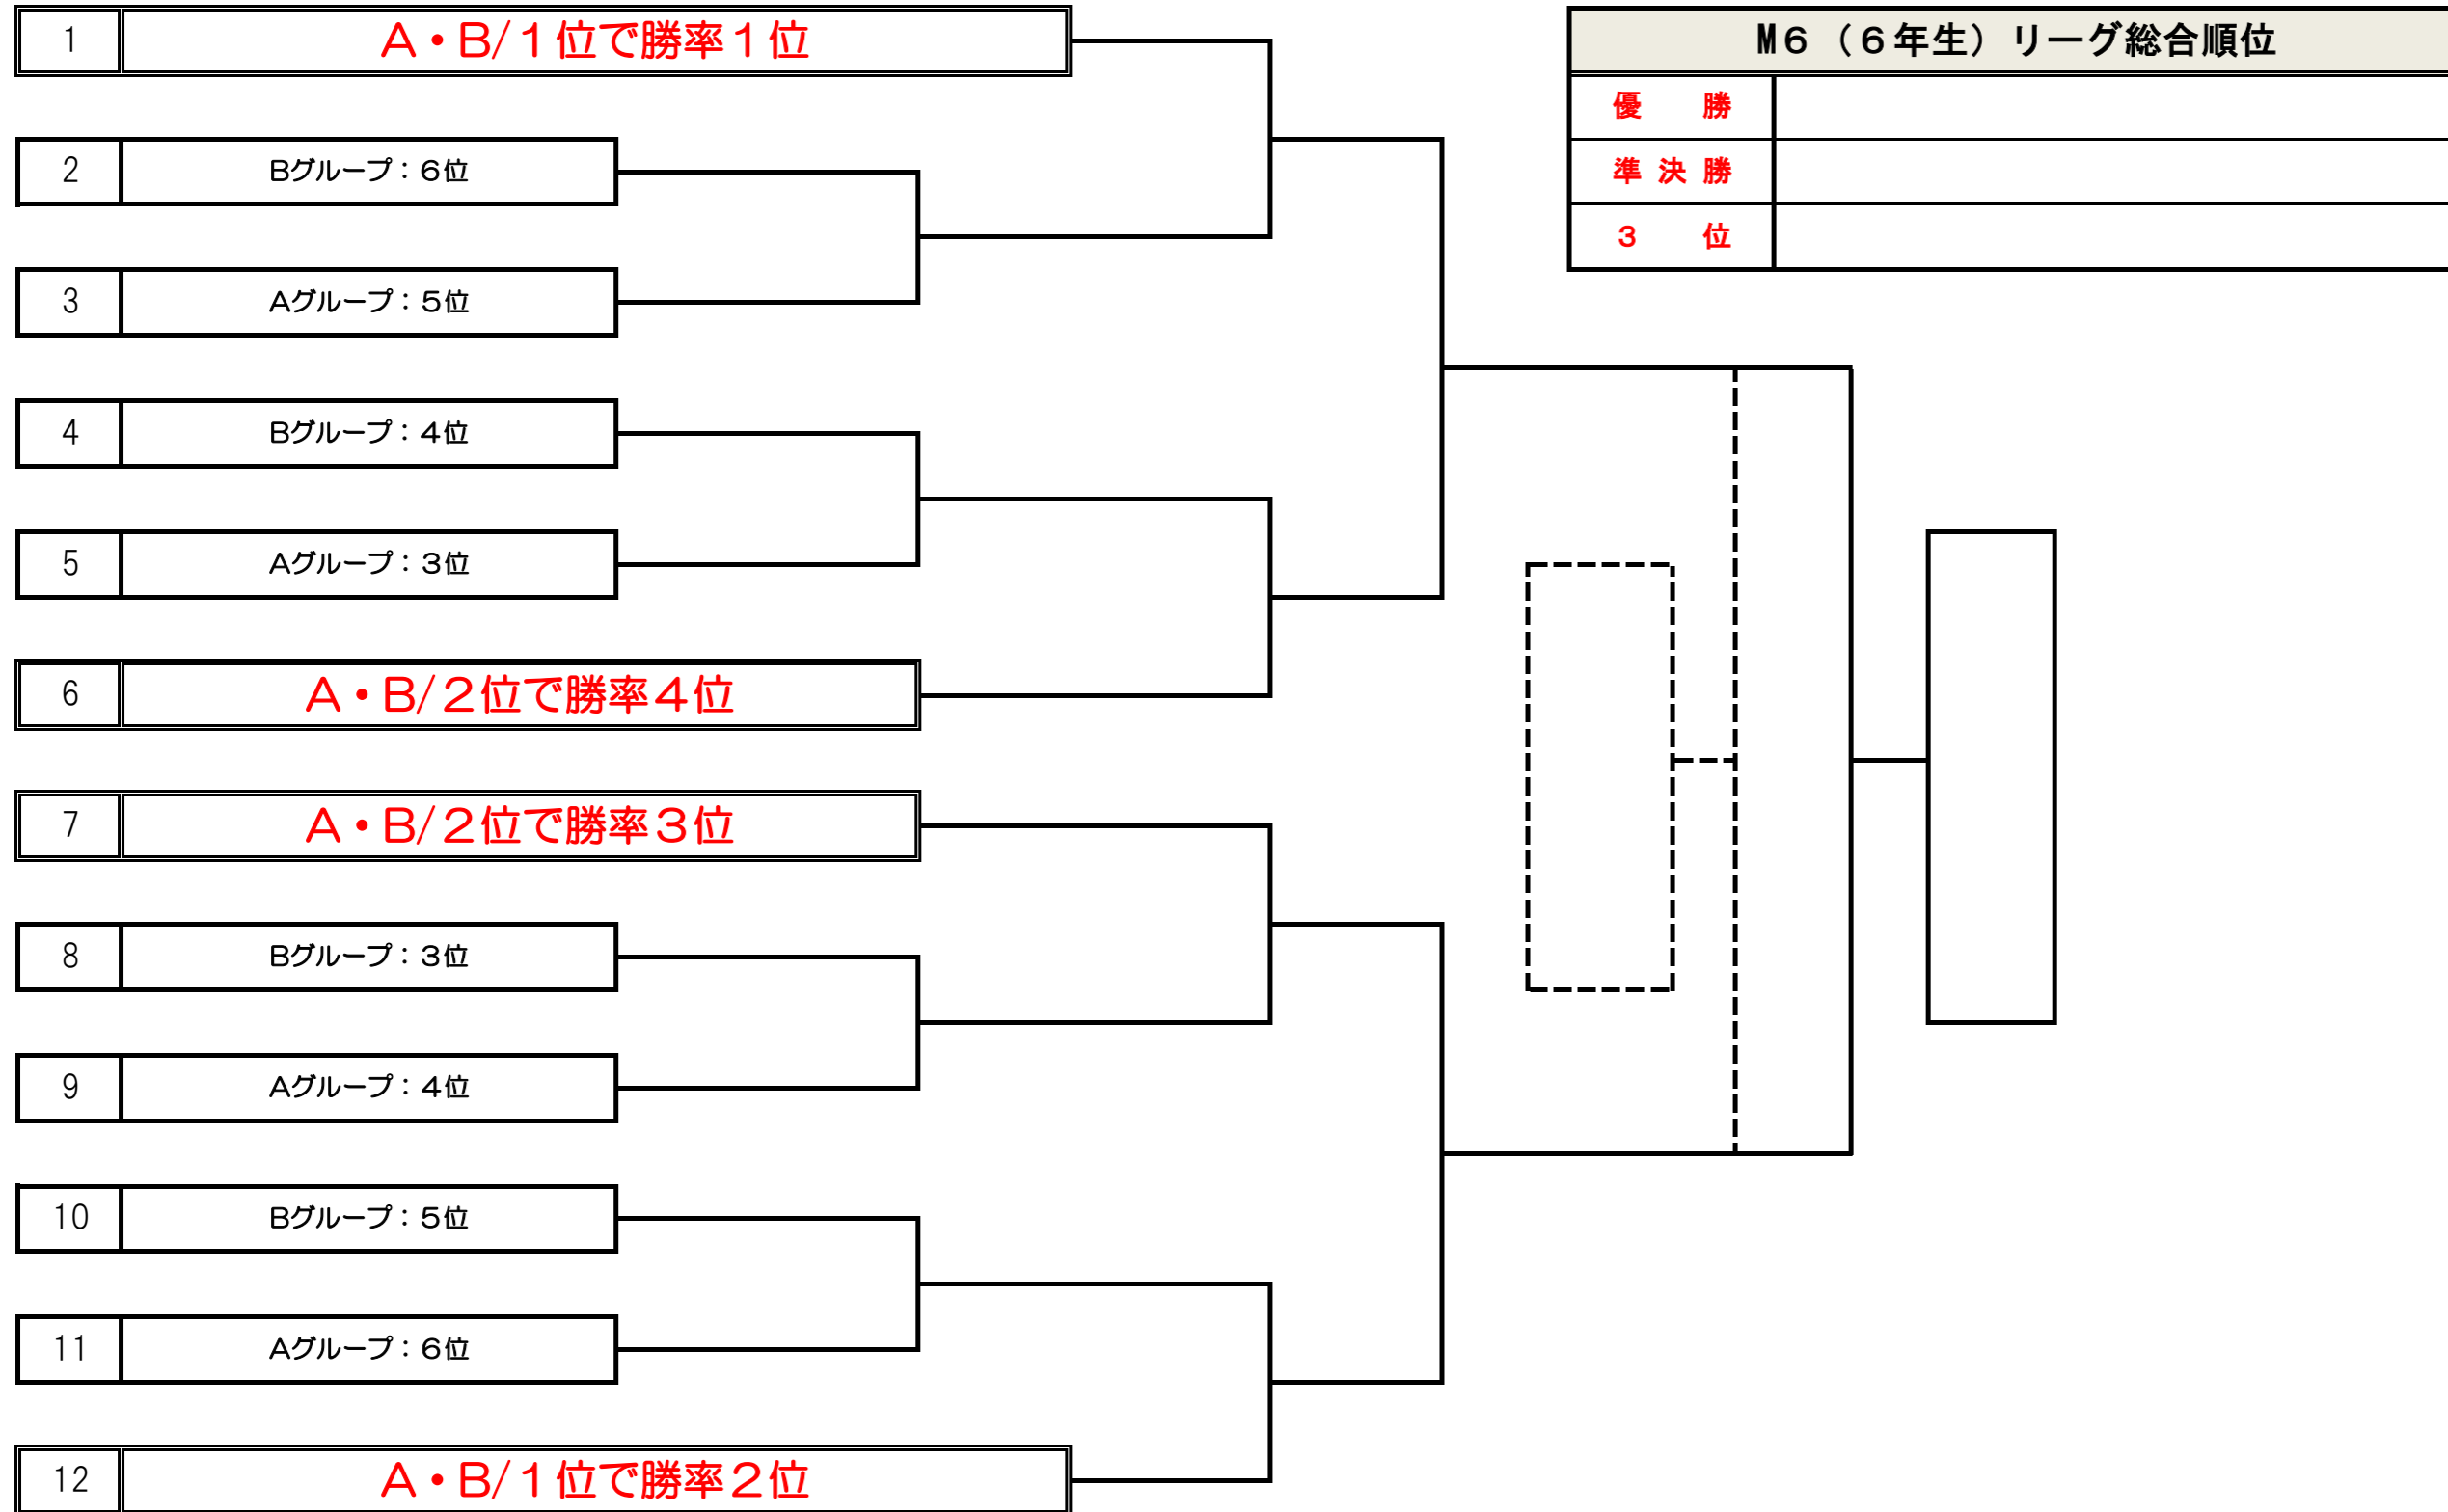 1 A・B/1位で勝率1位
2 Bグループ：6位
3 Aグループ：5位
4 Bグループ：4位
5 Aグループ：3位
6 A・B/2位で勝率4位
7 A・B/2位で勝率3位
8 Bグループ：3位
9 Aグループ：4位
10 Bグループ：5位
11 Aグループ：6位
12 A・B/1位で勝率2位
M6（6年生）リーグ総合順位
優　勝
準決勝
3　位